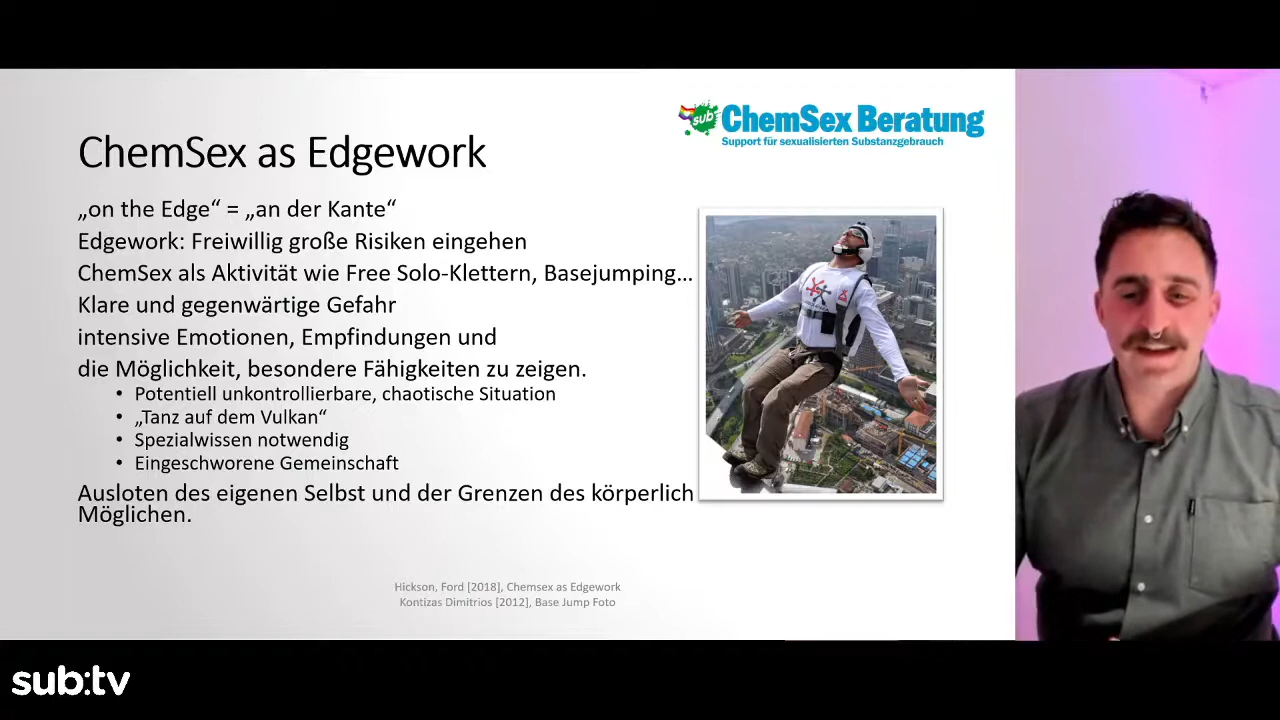 ChemSex as Edgework
sub
ChemSex Beratung
Support für sexualisierten Substanzgebrauch
„on the Edge“ = „an der Kante“
Edgework: Freiwillig große Risiken eingehen
ChemSex als Aktivität wie Free Solo-Klettern, Basejumping…
Klare und gegenwärtige Gefahr
intensive Emotionen, Empfindungen und
die Möglichkeit, besondere Fähigkeiten zu zeigen.
• Potentiell unkontrollierbare, chaotische Situation
• „Tanz auf dem Vulkan“
• Spezialwissen notwendig
• Eingeschworene Gemeinschaft
Ausloten des eigenen Selbst und der Grenzen des körperlich
Möglichen.
Hickson, Ford [2018], Chemsex as Edgework
Kontizas Dimitrios [2012], Base Jump Foto
sub:tv